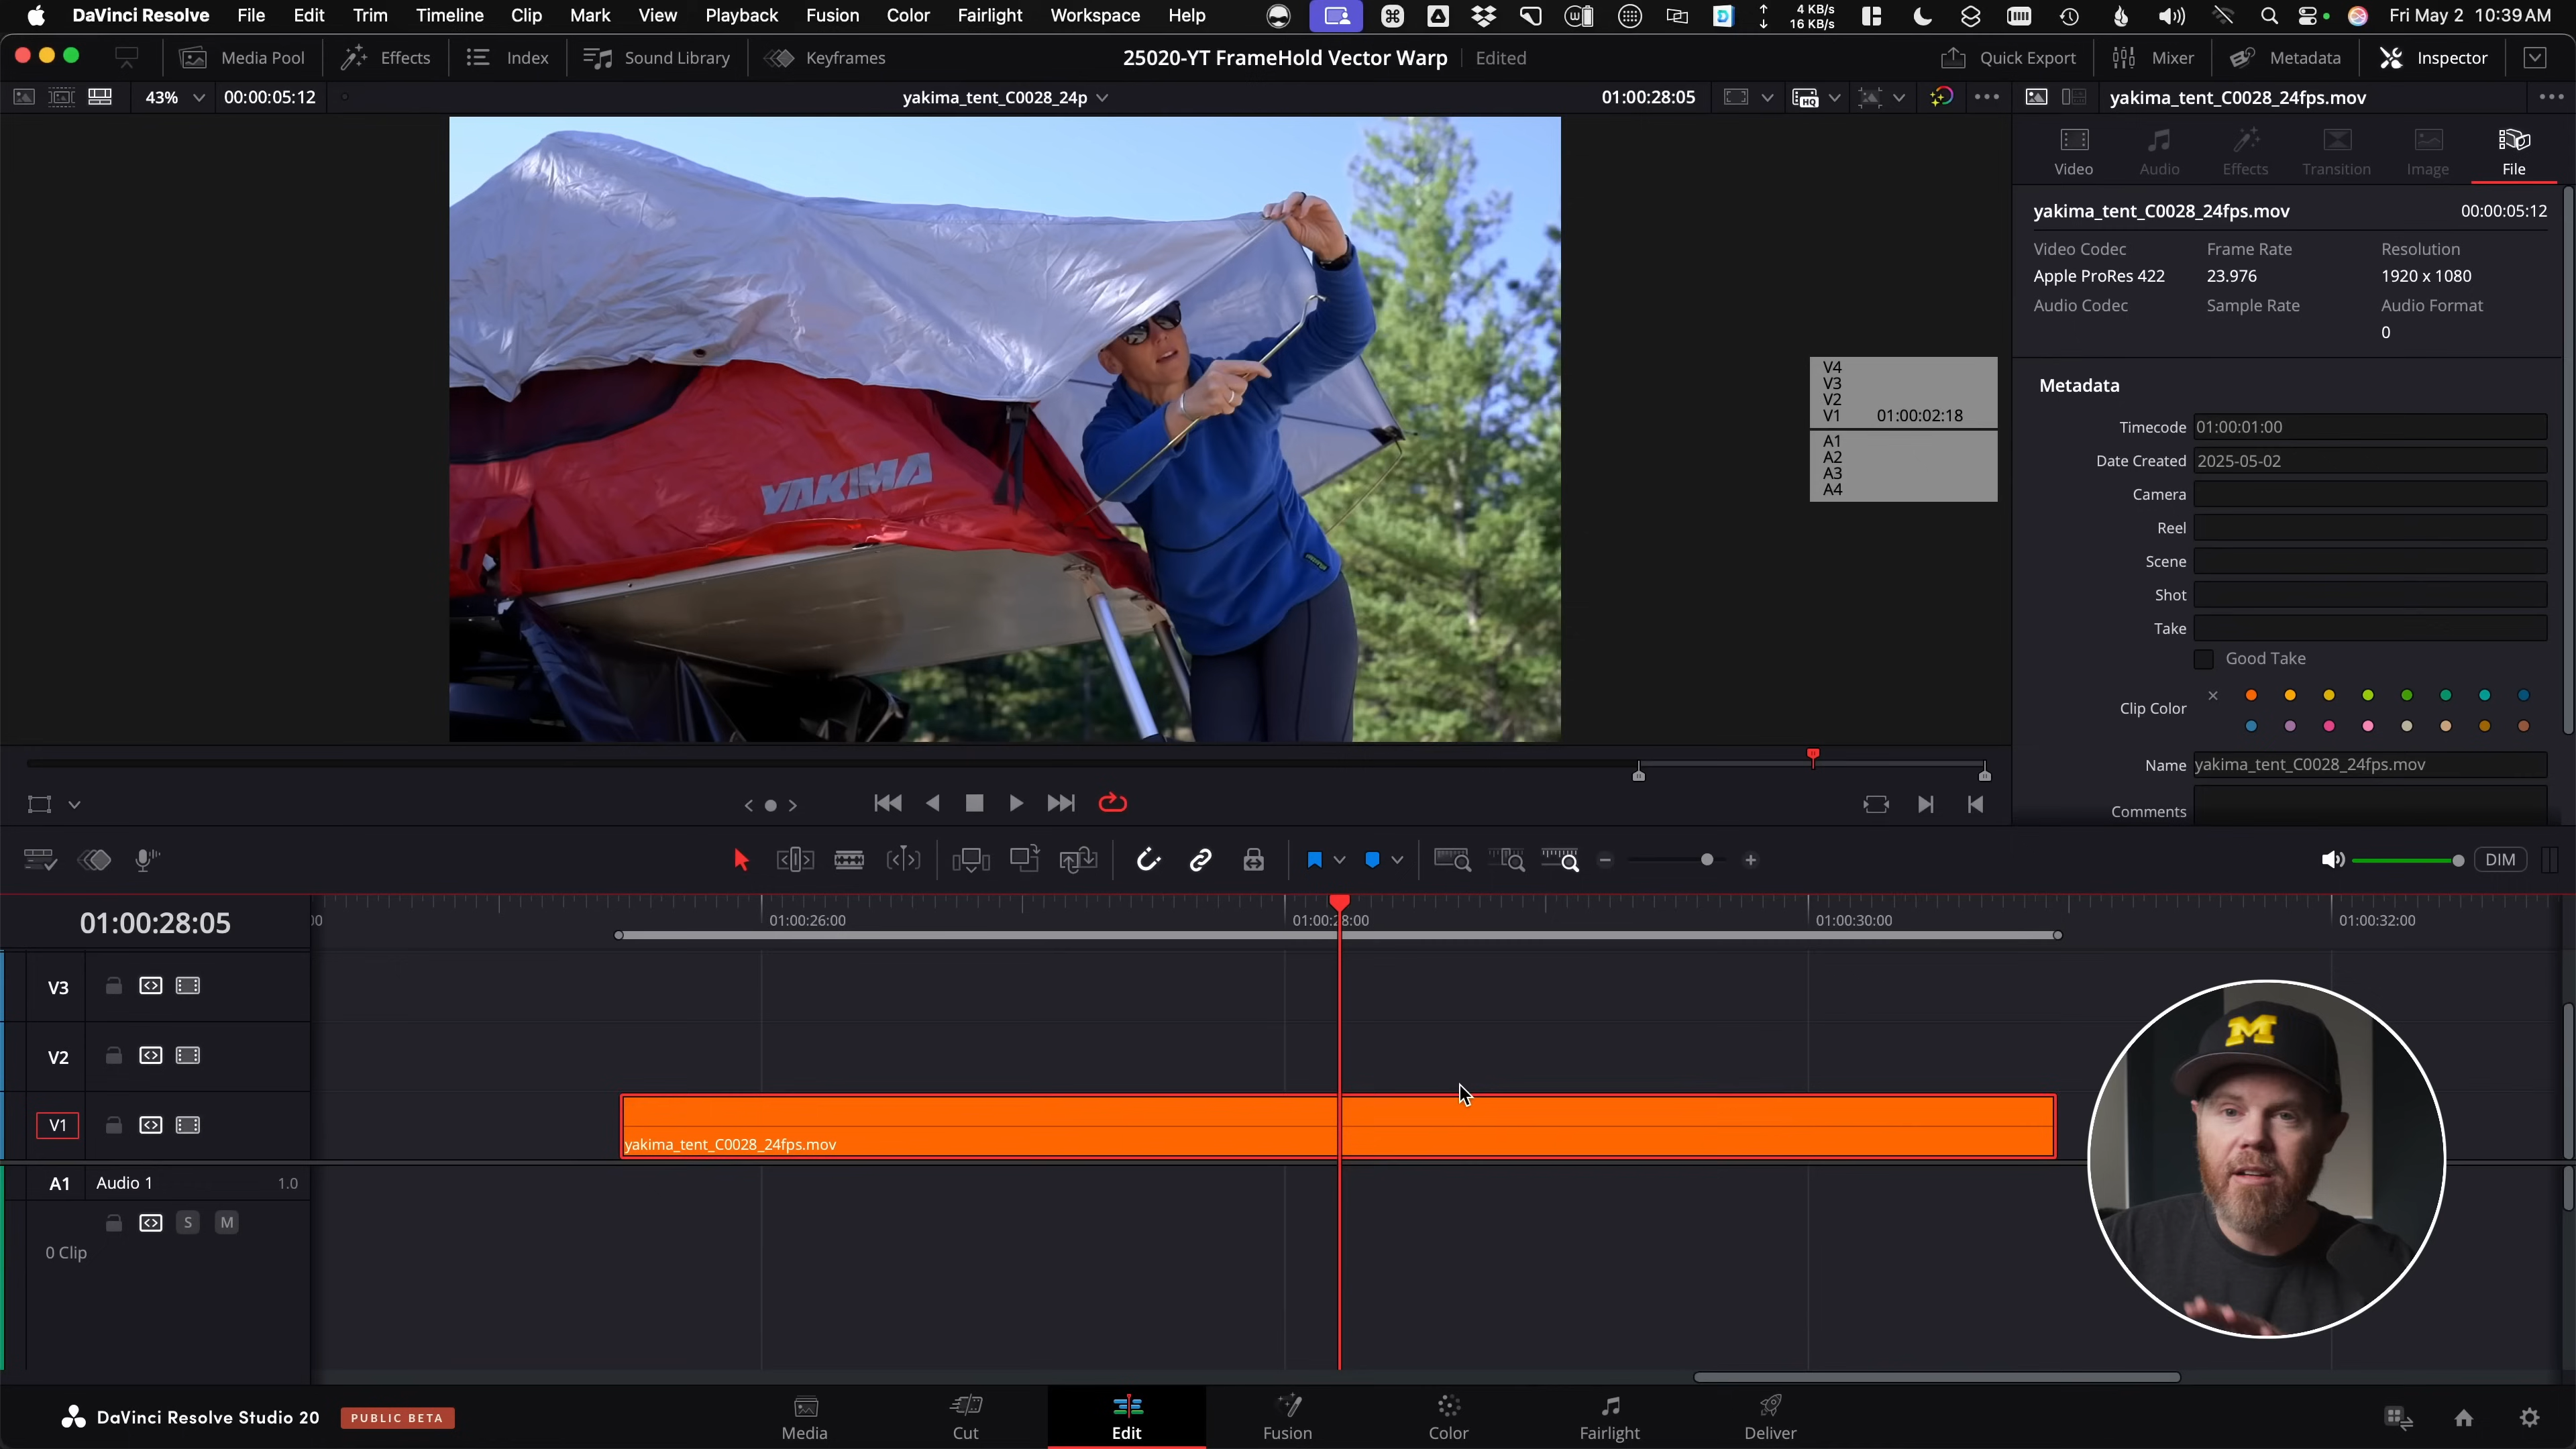 DaVinci Resolve File Edit Trim Timeline Clip Mark View Playback Fusion Color Fairlight Workspace Help 4 KB/s 16 KB/s Fri May 2 10:39 AM
Media Pool Effects Index Sound Library Keyframes 25020-YT FrameHold Vector Warp Edited Quick Export Mixer Metadata Inspector
43% 00:00:05:12 yakima_tent_C0028_24p 01:00:28:05 HQ yakima_tent_C0028_24fps.mov
Video Audio Effects Transition Image File
yakima_tent_C0028_24fps.mov 00:00:05:12
Video Codec Frame Rate Resolution
Apple ProRes 422 23.976 1920 x 1080
Audio Codec Sample Rate Audio Format
0
Metadata
Timecode 01:00:01:00
Date Created 2025-05-02
Camera
Reel
Scene
Shot
Take
Good Take
Clip Color
Name yakima_tent_C0028_24fps.mov
Comments
YAKIMA
V4
V3
V2
V1 01:00:02:18
A1
A2
A3
A4
DIM
01:00:28:05 00 01:00:26:00 01:00:28:00 01:00:30:00 01:00:32:00
V3
V2
V1
yakima_tent_C0028_24fps.mov
A1 Audio 1 1.0
S M
0 Clip
M
DaVinci Resolve Studio 20 PUBLIC BETA
Media Cut Edit Fusion Color Fairlight Deliver